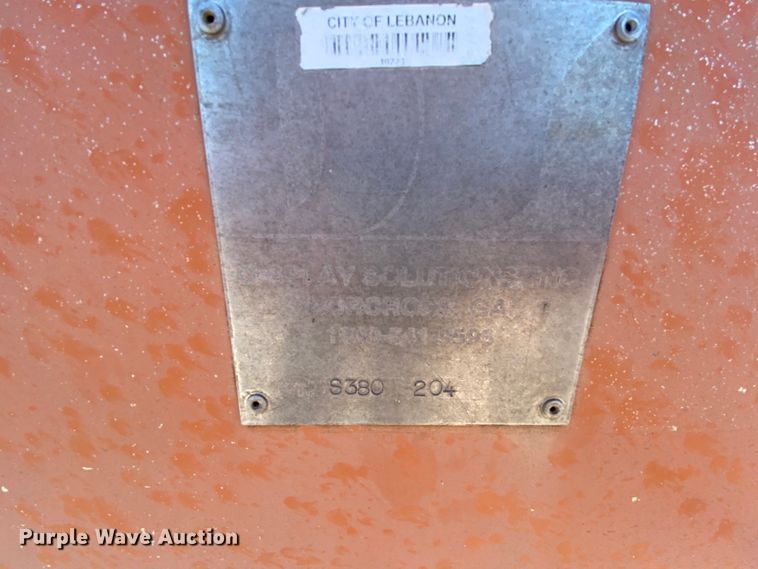 CITY OF LEBANON
DISPLAY SOLUTIONS, INC
NORCROSS, GA
S380 204
Purple Wave Auction